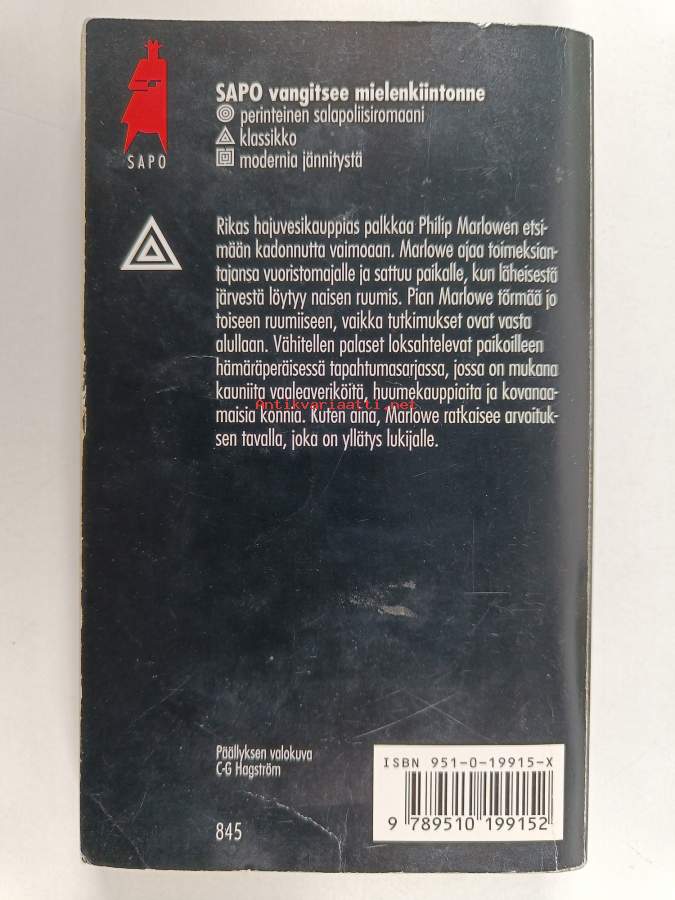 SAPO
SAPO vangitsee mielenkiintonne
perinteinen salapoliisiromaani
klassikko
modernia jännitystä
Rikas hajuvesikauppias palkkaa Philip Marlowen etsi-
mään kadonnutta vaimoaan. Marlowe ajaa toimeksian-
tajansa vuoristomajalle ja sattuu paikalle, kun läheisestä
järvestä löytyy naisen ruumis. Pian Marlowe törmää jo
toiseen ruumiiseen, vaikka tutkimukset ovat vasta
alullaan. Vähitellen palaset loksahtelevat paikoilleen
hämäräperäisessä tapahtumasarjassa, jossa on mukana
kauniita vaaleaveriköitä, huumekauppiaita ja kovanaa-
Antikvariaatti.net
maisia konnia. Kuten aina, Marlowe ratkaisee arvoituk-
sen tavalla, joka on yllätys lukijalle.
Päällyksen valokuva
C-G Hagström
845
ISBN 951-0-19915-X
9 789510 199152